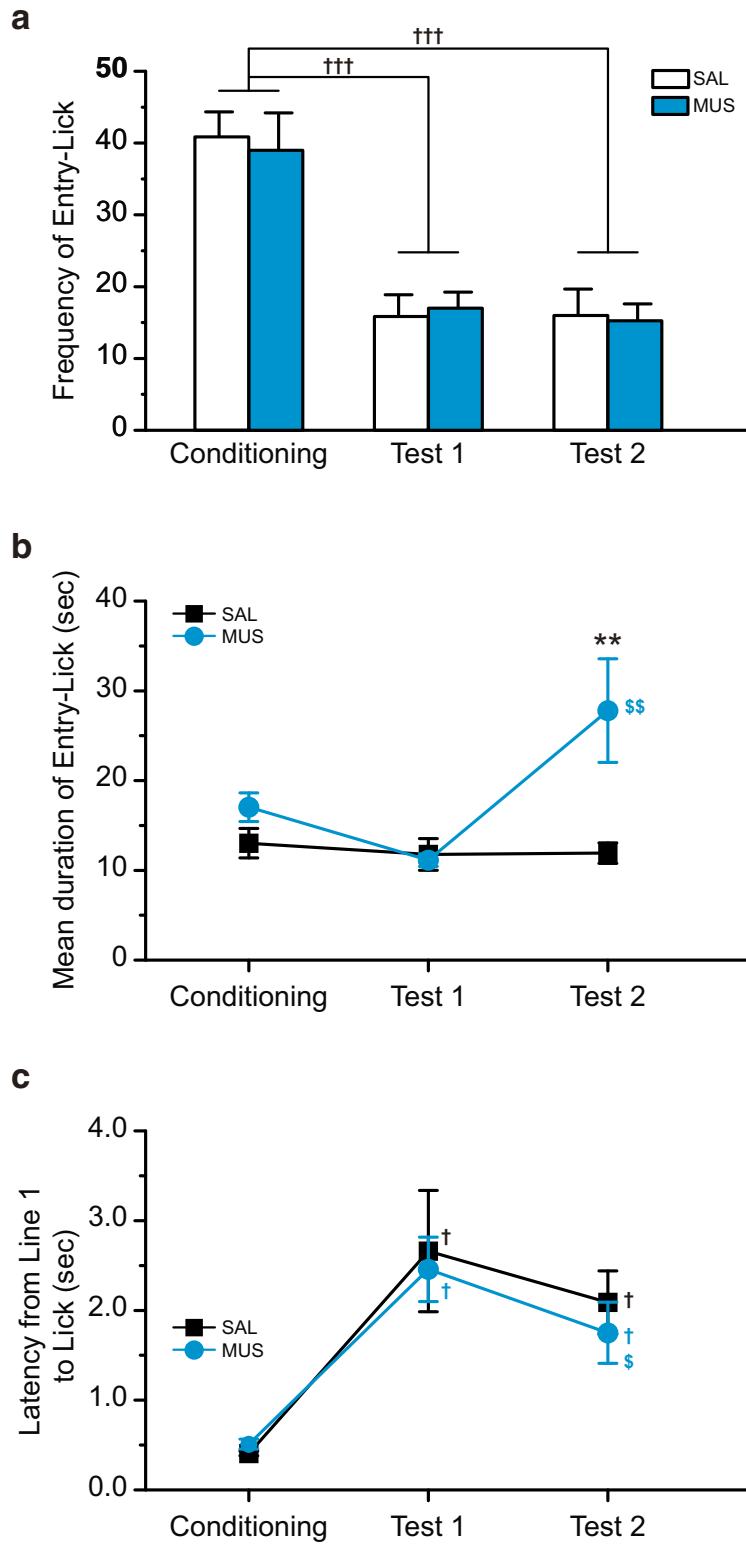 a
†††
†††
SAL
MUS
50
40
30
20
10
0
Frequency of Entry-Lick
Conditioning Test 1 Test 2
b
SAL
MUS
40
30
20
10
0
Mean duration of Entry-Lick (sec)
**
$$
Conditioning Test 1 Test 2
c
4.0
3.0
2.0
1.0
0.0
Latency from Line 1
to Lick (sec)
SAL
MUS
†
†
†
†
$
Conditioning Test 1 Test 2